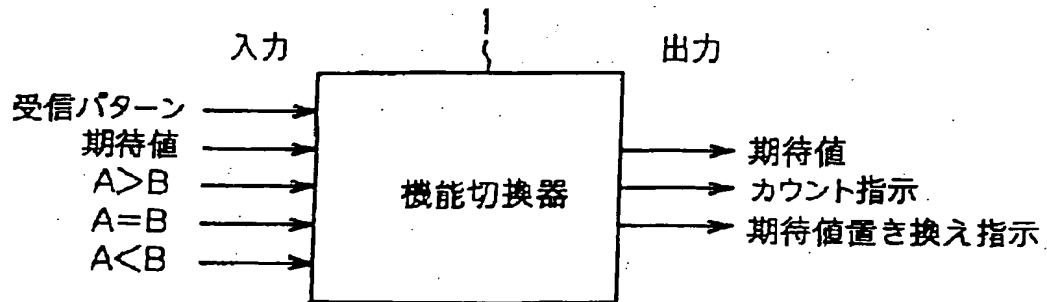 1
入力
出力
受信パターン
期待値
A>B
A=B
A<B
機能切換器
期待値
カウント指示
期待値置き換え指示